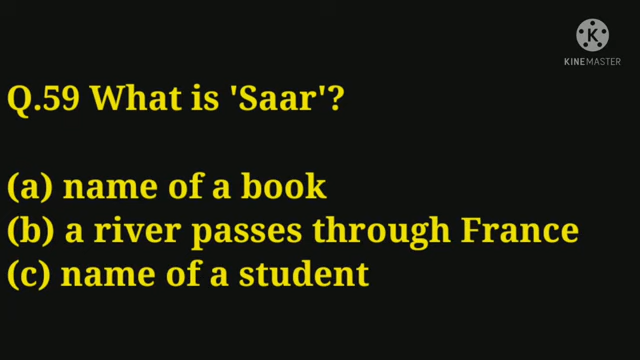 K
KINEMASTER
Q.59 What is 'Saar'?
(a) name of a book
(b) a river passes through France
(c) name of a student